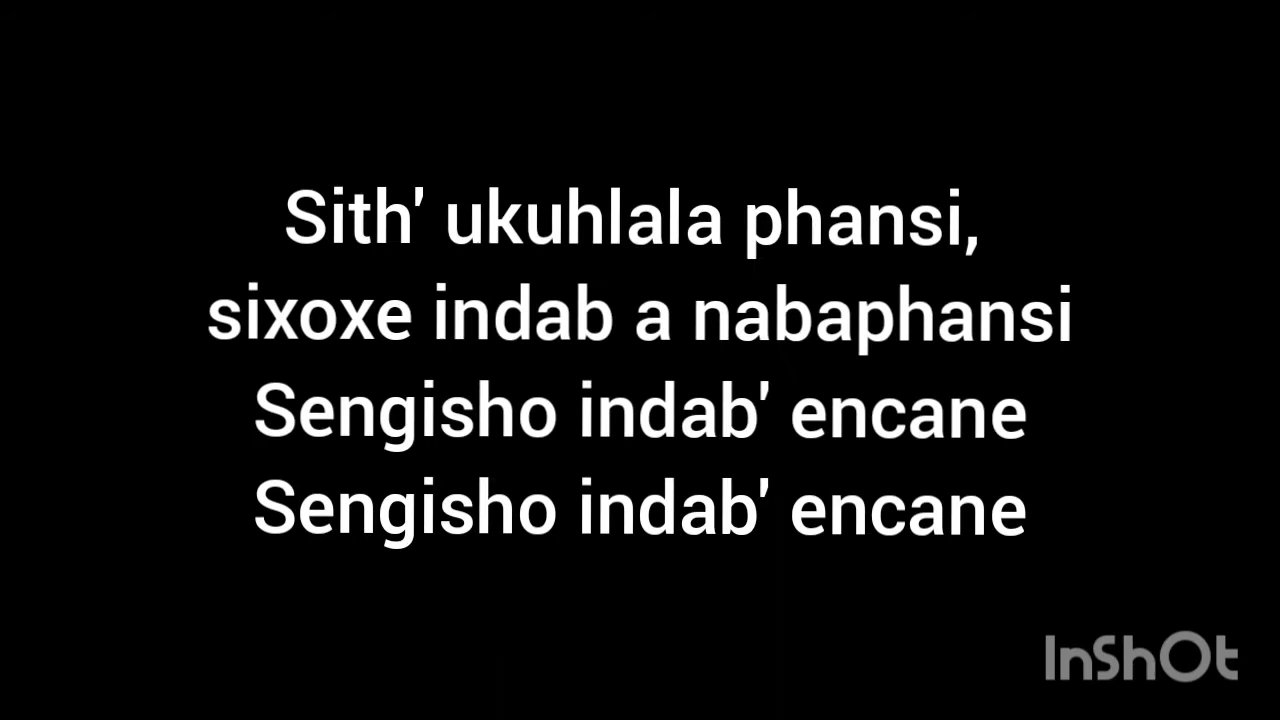 Sith' ukuhlala phansi,
sixoxe indab a nabaphansi
Sengisho indab' encane
Sengisho indab' encane
InShOt